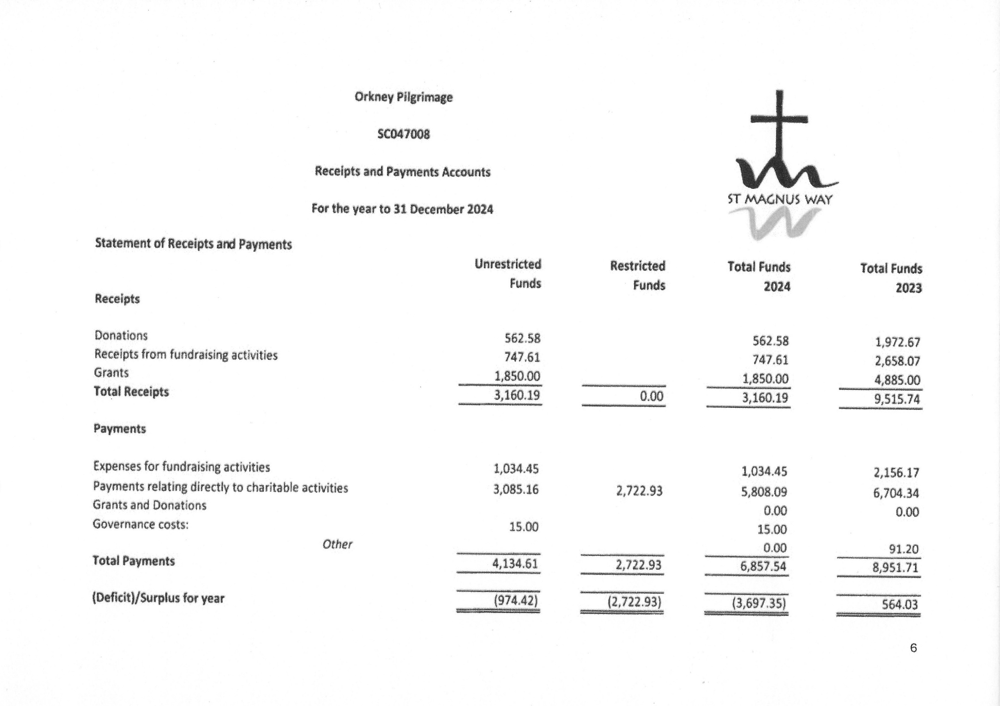 Orkney Pilgrimage
SC047008
Receipts and Payments Accounts
For the year to 31 December 2024
ST MAGNUS WAY
Statement of Receipts and Payments
Unrestricted Restricted Total Funds Total Funds
Funds Funds 2024 2023
Receipts
Donations 562.58 562.58 1,972.67
Receipts from fundraising activities 747.61 747.61 2,658.07
Grants 1,850.00 1,850.00 4,885.00
Total Receipts 3,160.19 0.00 3,160.19 9,515.74
Payments
Expenses for fundraising activities 1,034.45 1,034.45 2,156.17
Payments relating directly to charitable activities 3,085.16 2,722.93 5,808.09 6,704.34
Grants and Donations 0.00 0.00
Governance costs: 15.00 15.00
Other 0.00 91.20
Total Payments 4,134.61 2,722.93 6,857.54 8,951.71
(Deficit)/Surplus for year (974.42) (2,722.93) (3,697.35) 564.03
6